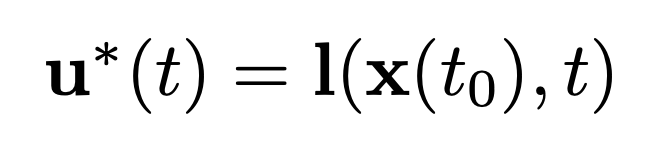 𝐮*(t) = 𝐥(𝐱(t₀), t)